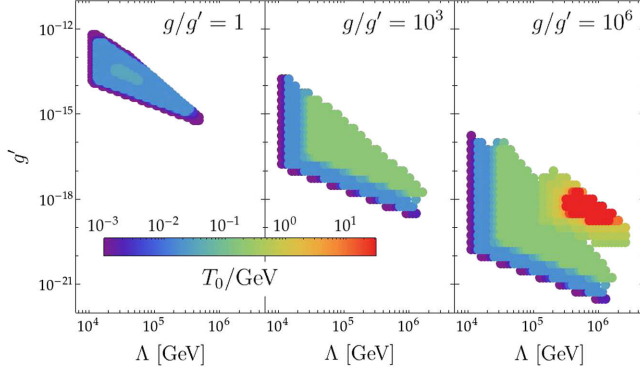 g/g′ = 1
g/g′ = 10³
g/g′ = 10⁶
10⁻¹²
10⁻¹⁵
10⁻¹⁸
10⁻²¹
g′
10⁻³ 10⁻² 10⁻¹ 10⁰ 10¹
T₀/GeV
10⁴ 10⁵ 10⁶
10⁴ 10⁵ 10⁶
10⁴ 10⁵ 10⁶
Λ [GeV]
Λ [GeV]
Λ [GeV]